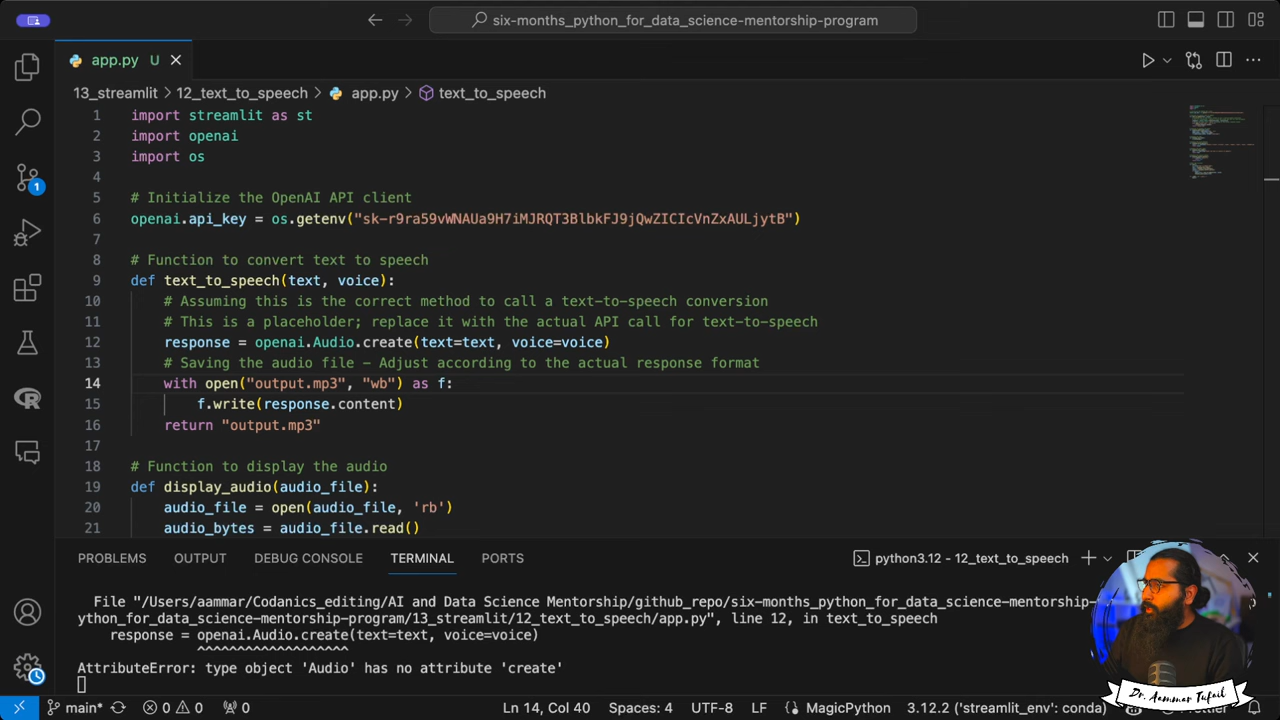 six-months_python_for_data_science-mentorship-program
app.py U
13_streamlit > 12_text_to_speech > app.py > text_to_speech
1 import streamlit as st
2 import openai
3 import os
4
5 # Initialize the OpenAI API client
6 openai.api_key = os.getenv("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")
7
8 # Function to convert text to speech
9 def text_to_speech(text, voice):
10 # Assuming this is the correct method to call a text-to-speech conversion
11 # This is a placeholder; replace it with the actual API call for text-to-speech
12 response = openai.Audio.create(text=text, voice=voice)
13 # Saving the audio file – Adjust according to the actual response format
14 with open("output.mp3", "wb") as f:
15 f.write(response.content)
16 return "output.mp3"
17
18 # Function to display the audio
19 def display_audio(audio_file):
20 audio_file = open(audio_file, 'rb')
21 audio_bytes = audio_file.read()
1
PROBLEMS OUTPUT DEBUG CONSOLE TERMINAL PORTS python3.12 - 12_text_to_speech
File "/Users/aammar/Codanics_editing/AI and Data Science Mentorship/github_repo/six-months_python_for_data_science-mentorship-
ython_for_data_science-mentorship-program/13_streamlit/12_text_to_speech/app.py", line 12, in text_to_speech
response = openai.Audio.create(text=text, voice=voice)
^^^^^^^^^^^^^^^^^^^
AttributeError: type object 'Audio' has no attribute 'create'
Dr. Aammar Tufail
main* 0 0 0 Ln 14, Col 40 Spaces: 4 UTF-8 LF MagicPython 3.12.2 ('streamlit_env': conda)